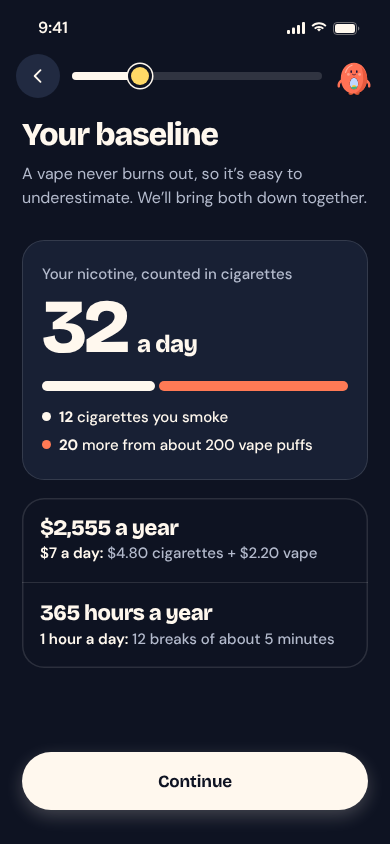 9:41
Your baseline
A vape never burns out, so it’s easy to
underestimate. We’ll bring both down together.
Your nicotine, counted in cigarettes
32 a day
12 cigarettes you smoke
20 more from about 200 vape puffs
$2,555 a year
$7 a day: $4.80 cigarettes + $2.20 vape
365 hours a year
1 hour a day: 12 breaks of about 5 minutes
Continue